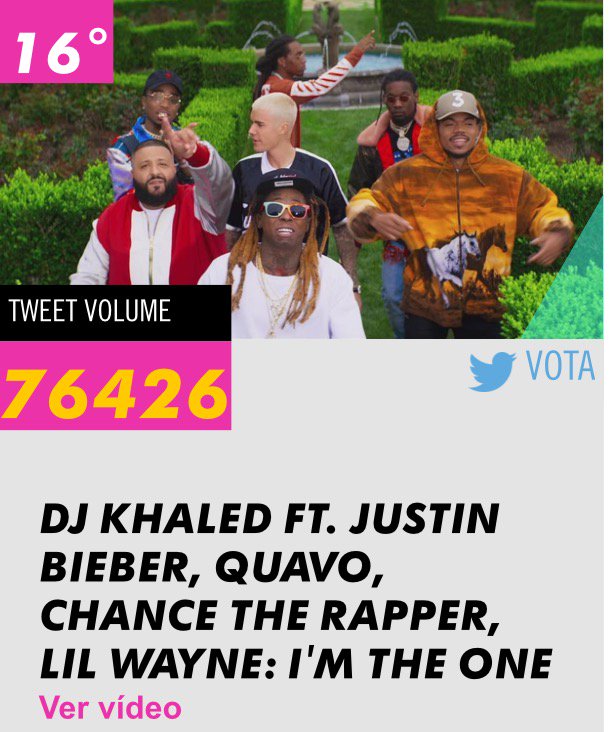 16°
3
TWEET VOLUME
76426
VOTA
DJ KHALED FT. JUSTIN
BIEBER, QUAVO,
CHANCE THE RAPPER,
LIL WAYNE: I'M THE ONE
Ver vídeo